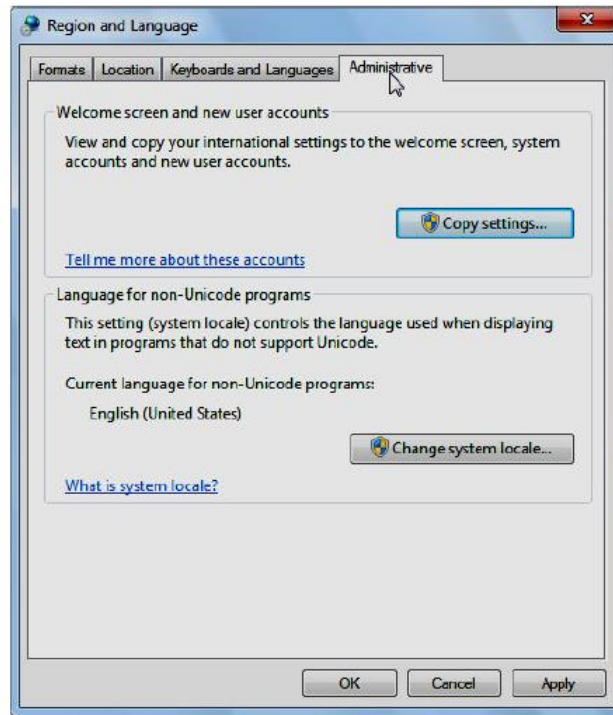 Region and Language
Formats Location Keyboards and Languages Administrative
Welcome screen and new user accounts
View and copy your international settings to the welcome screen, system
accounts and new user accounts.
Copy settings...
Tell me more about these accounts
Language for non-Unicode programs
This setting (system locale) controls the language used when displaying
text in programs that do not support Unicode.
Current language for non-Unicode programs:
English (United States)
Change system locale...
What is system locale?
OK Cancel Apply